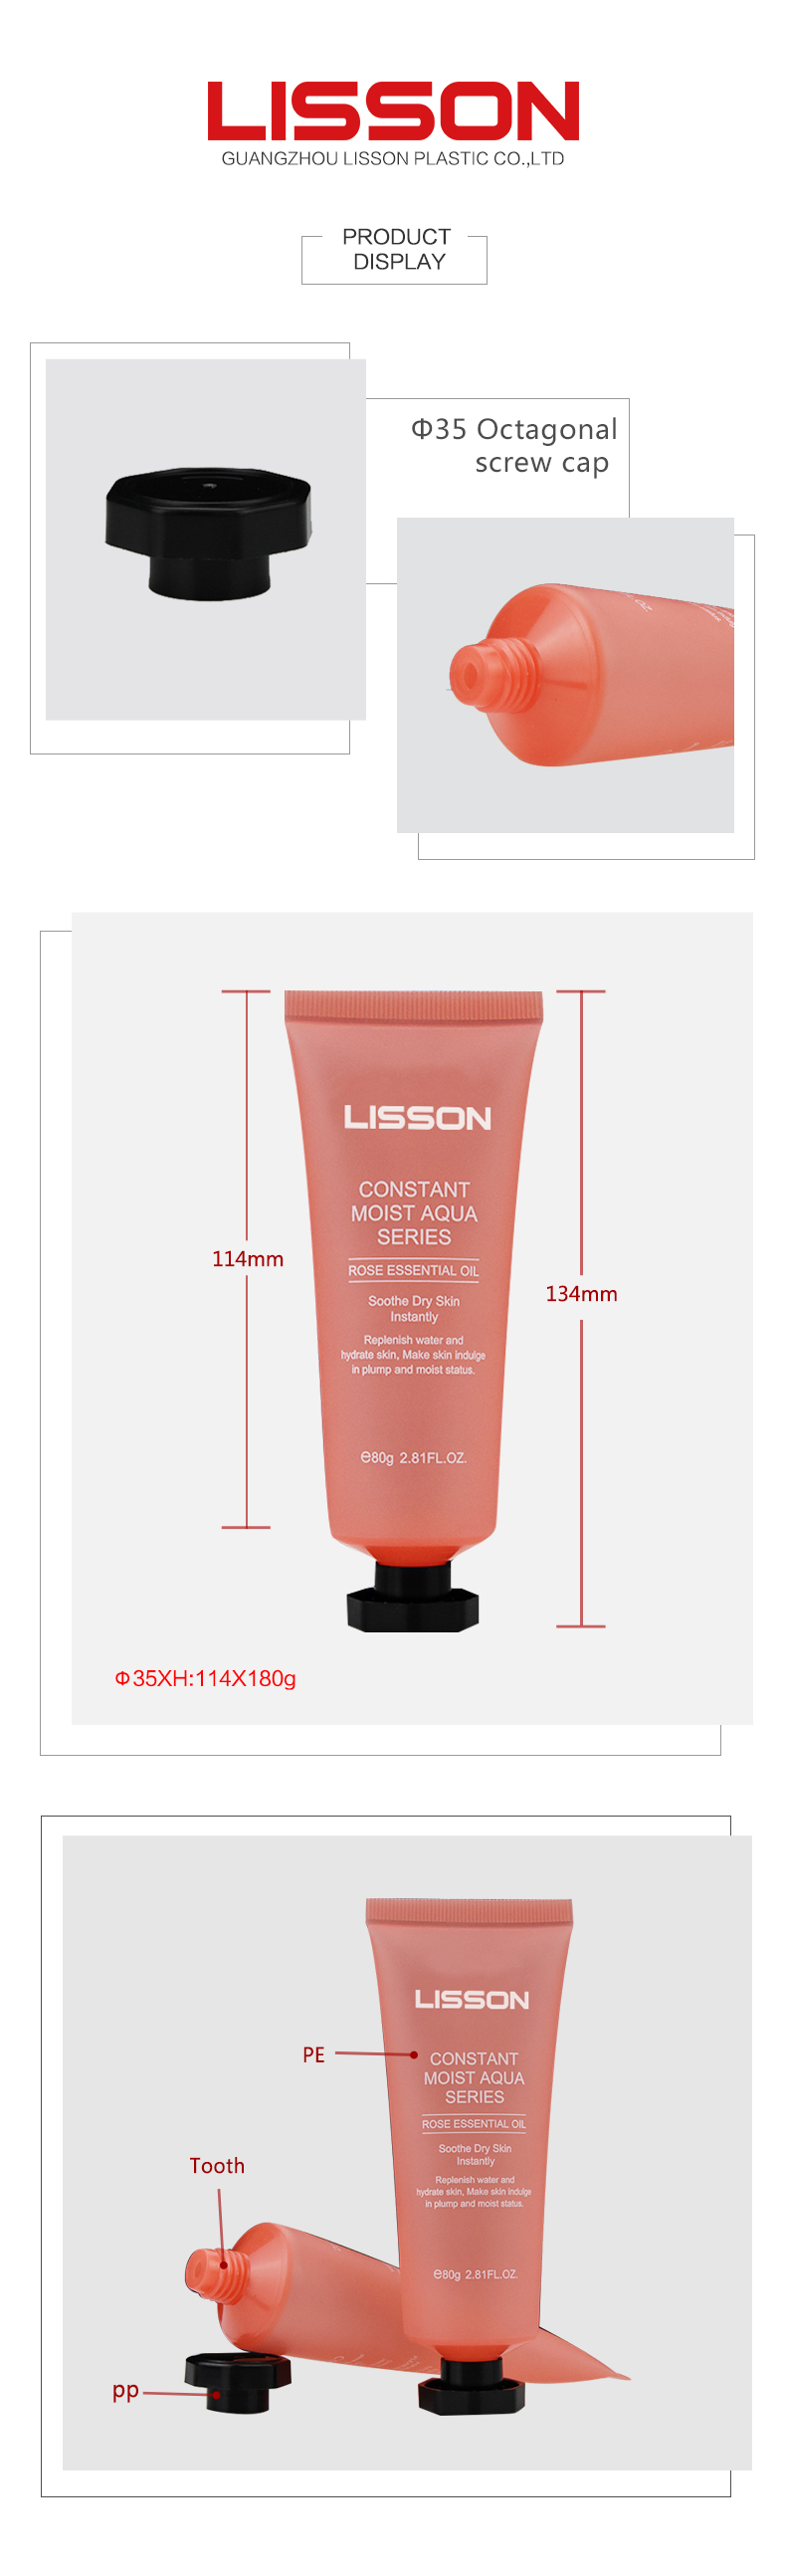 LISSON
GUANGZHOU LISSON PLASTIC CO.,LTD
PRODUCT
DISPLAY
Φ35 Octagonal
screw cap
LISSON
CONSTANT
MOIST AQUA
SERIES
ROSE ESSENTIAL OIL
Soothe Dry Skin
Instantly
Replenish water and
hydrate skin, Make skin indulge
in plump and moist status.
℮80g 2.81FL.OZ.
114mm
134mm
Φ35XH:114X180g
LISSON
CONSTANT
MOIST AQUA
SERIES
ROSE ESSENTIAL OIL
Soothe Dry Skin
Instantly
Replenish water and
hydrate skin, Make skin indulge
in plump and moist status.
℮80g 2.81FL.OZ.
PE
Tooth
pp